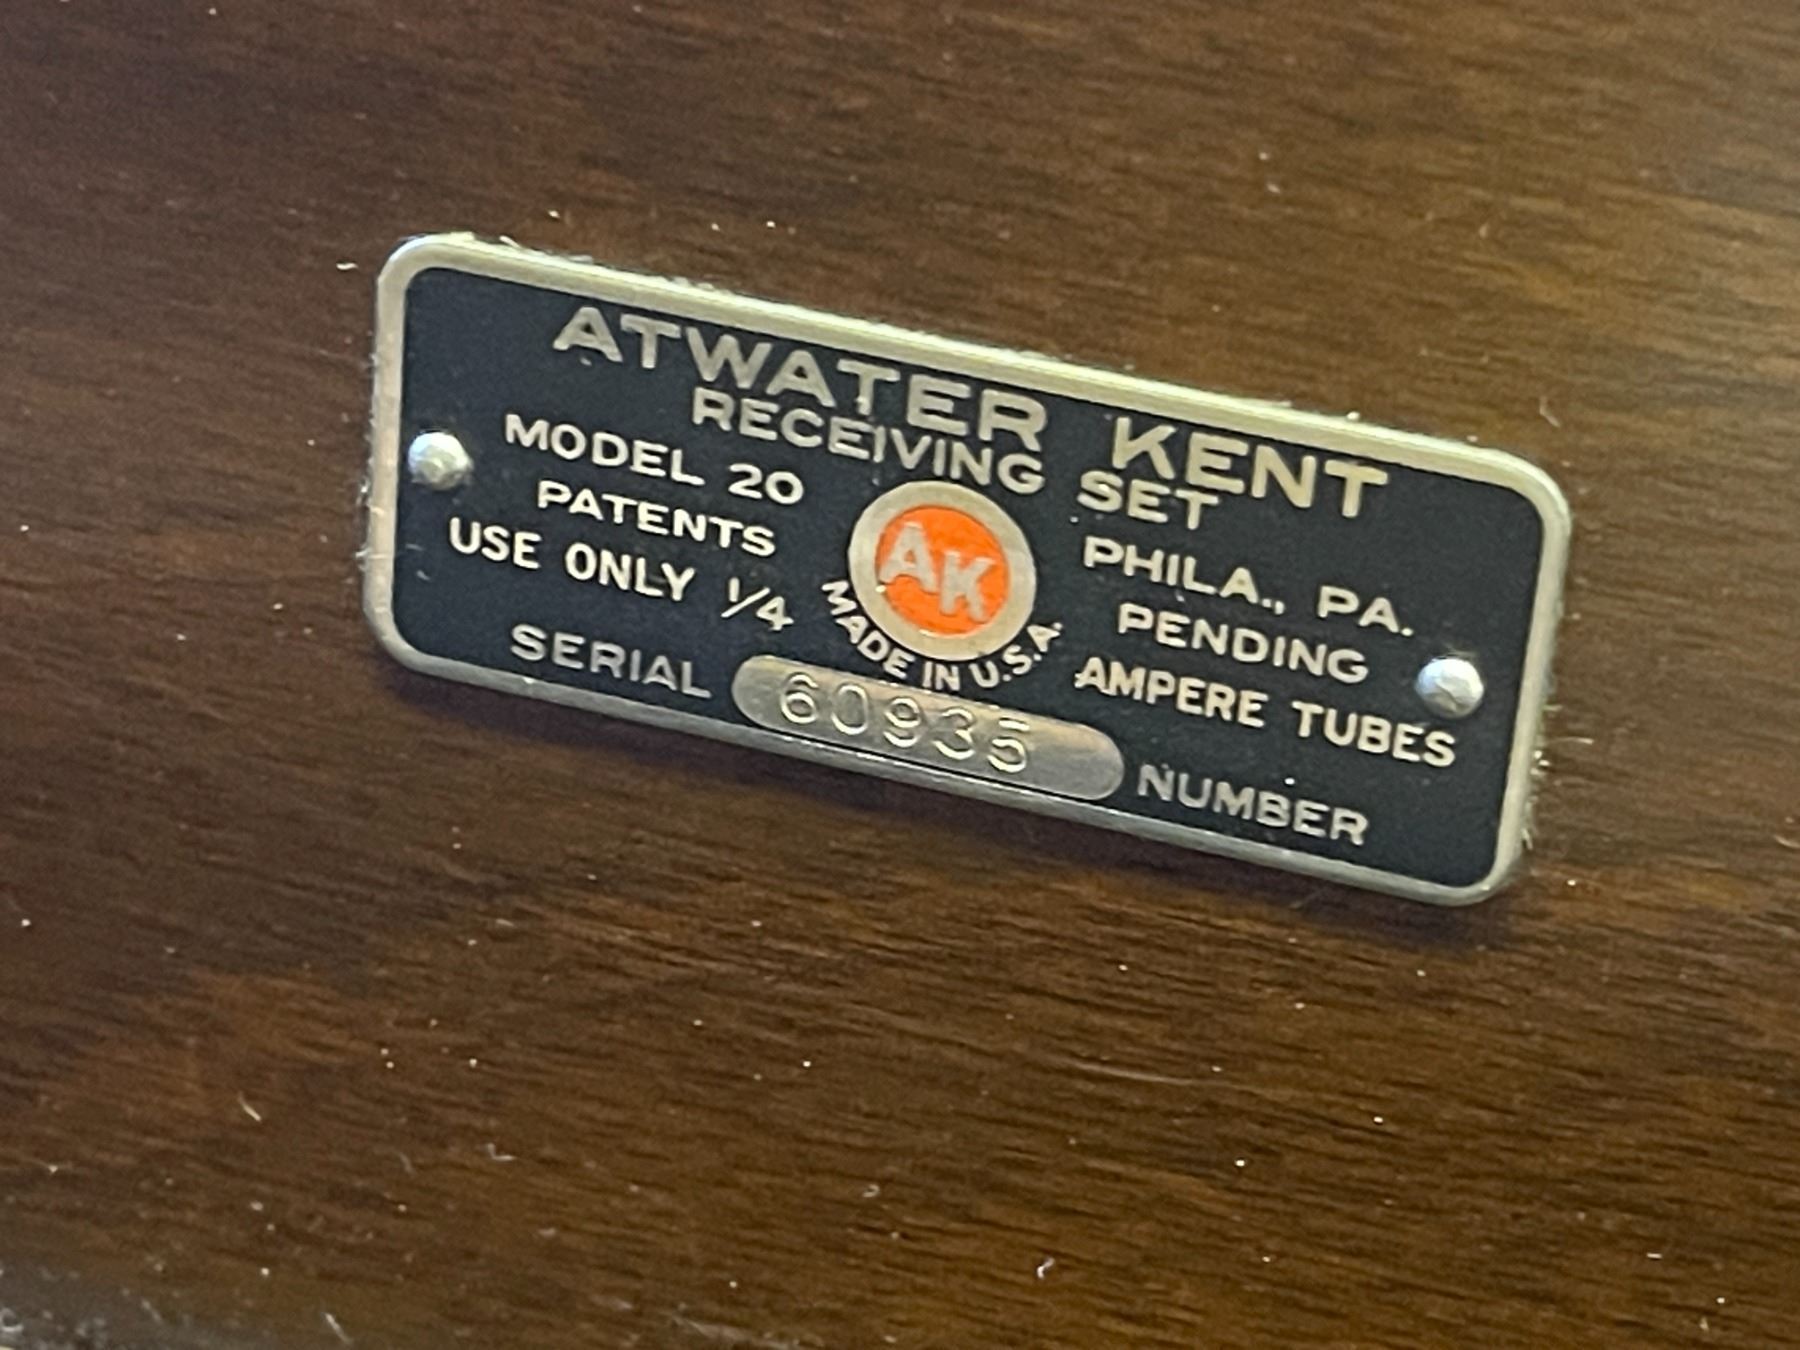 ATWATER KENT
RECEIVING SET
MODEL 20 PHILA., PA.
PATENTS PENDING
USE ONLY 1/4 AMPERE TUBES
AK
MADE IN U.S.A.
SERIAL 60935 NUMBER